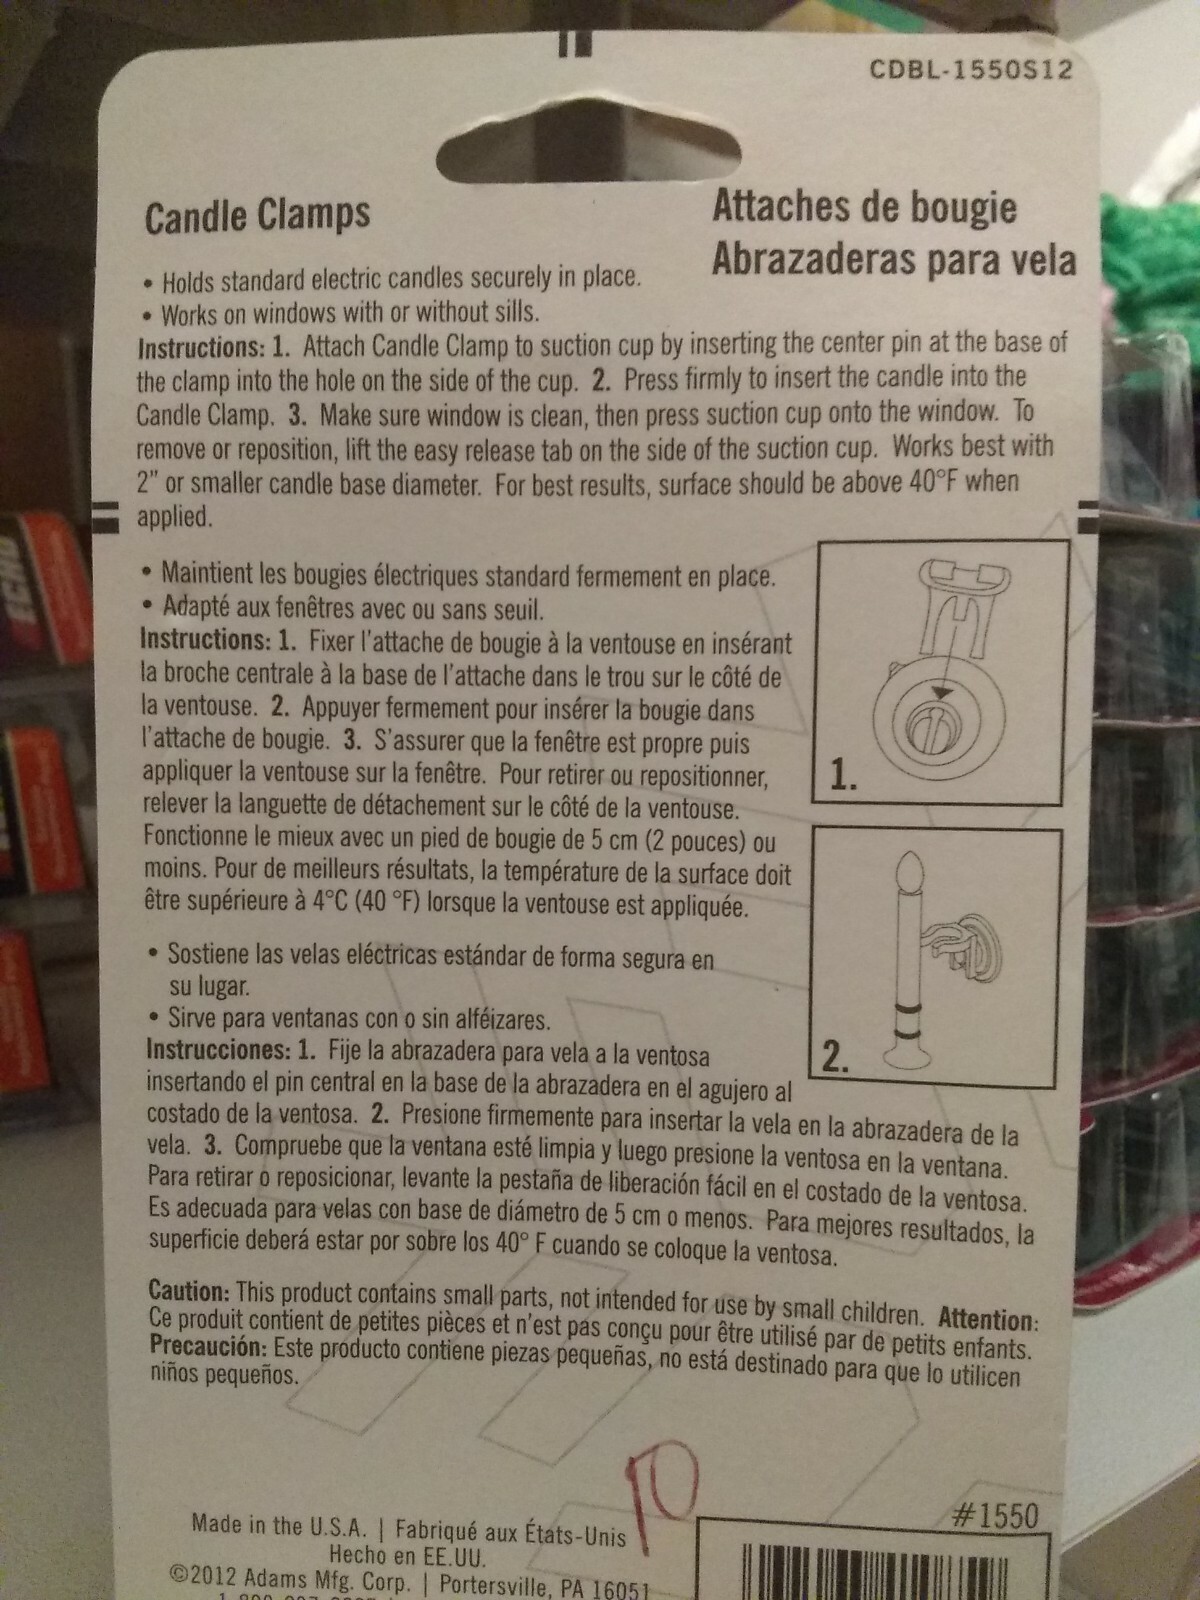 CDBL-1550S12
Candle Clamps
Attaches de bougie
Abrazaderas para vela
• Holds standard electric candles securely in place.
• Works on windows with or without sills.
Instructions: 1. Attach Candle Clamp to suction cup by inserting the center pin at the base of
the clamp into the hole on the side of the cup. 2. Press firmly to insert the candle into the
Candle Clamp. 3. Make sure window is clean, then press suction cup onto the window. To
remove or reposition, lift the easy release tab on the side of the suction cup. Works best with
2" or smaller candle base diameter. For best results, surface should be above 40°F when
applied.
• Maintient les bougies électriques standard fermement en place.
• Adapté aux fenêtres avec ou sans seuil.
Instructions: 1. Fixer l'attache de bougie à la ventouse en insérant
la broche centrale à la base de l'attache dans le trou sur le côté de
la ventouse. 2. Appuyer fermement pour insérer la bougie dans
l'attache de bougie. 3. S'assurer que la fenêtre est propre puis
appliquer la ventouse sur la fenêtre. Pour retirer ou repositionner,
relever la languette de détachement sur le côté de la ventouse.
Fonctionne le mieux avec un pied de bougie de 5 cm (2 pouces) ou
moins. Pour de meilleurs résultats, la température de la surface doit
être supérieure à 4°C (40 °F) lorsque la ventouse est appliquée.
1.
2.
• Sostiene las velas eléctricas estándar de forma segura en
su lugar.
• Sirve para ventanas con o sin alféizares.
Instrucciones: 1. Fije la abrazadera para vela a la ventosa
insertando el pin central en la base de la abrazadera en el agujero al
costado de la ventosa. 2. Presione firmemente para insertar la vela en la abrazadera de la
vela. 3. Compruebe que la ventana esté limpia y luego presione la ventosa en la ventana.
Para retirar o reposicionar, levante la pestaña de liberación fácil en el costado de la ventosa.
Es adecuada para velas con base de diámetro de 5 cm o menos. Para mejores resultados, la
superficie deberá estar por sobre los 40° F cuando se coloque la ventosa.
Caution: This product contains small parts, not intended for use by small children. Attention:
Ce produit contient de petites pièces et n'est pas conçu pour être utilisé par de petits enfants.
Precaución: Este producto contiene piezas pequeñas, no está destinado para que lo utilicen
niños pequeños.
10
#1550
Made in the U.S.A. | Fabriqué aux États-Unis
Hecho en EE.UU.
©2012 Adams Mfg. Corp. | Portersville, PA 16051